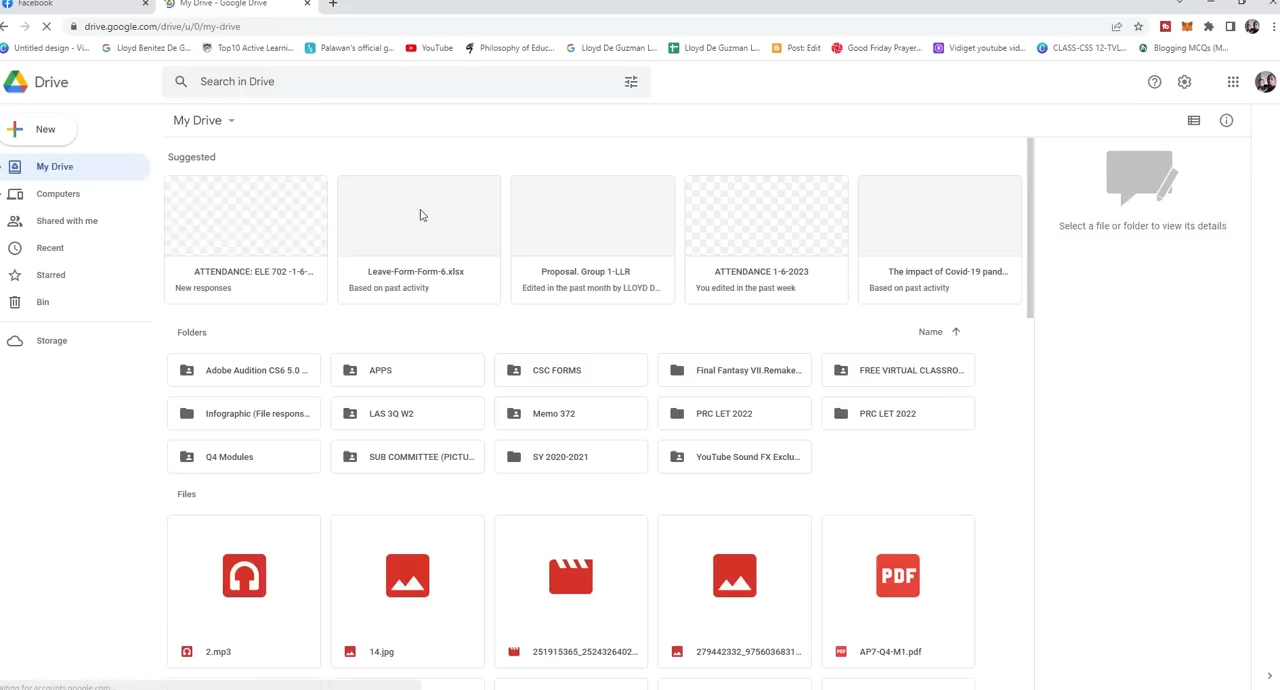 Facebook
My Drive - Google Drive
drive.google.com/drive/u/0/my-drive
Untitled design - Vi...
Lloyd Benitez De G...
Top10 Active Learni...
Palawan's official g...
YouTube
Philosophy of Educ...
Lloyd De Guzman L...
Lloyd De Guzman L...
Post: Edit
Good Friday Prayer...
Vidiget youtube vid...
CLASS-CSS 12-TVL...
Blogging MCQs (M...
Drive
Search in Drive
New
My Drive
My Drive
Computers
Shared with me
Recent
Starred
Bin
Storage
Suggested
ATTENDANCE: ELE 702 -1-6-...
New responses
Leave-Form-Form-6.xlsx
Based on past activity
Proposal. Group 1-LLR
Edited in the past month by LLOYD D...
ATTENDANCE 1-6-2023
You edited in the past week
The impact of Covid-19 pand...
Based on past activity
Select a file or folder to view its details
Folders
Name
Adobe Audition CS6 5.0 ...
APPS
CSC FORMS
Final Fantasy VII.Remake...
FREE VIRTUAL CLASSRO...
Infographic (File respons...
LAS 3Q W2
Memo 372
PRC LET 2022
PRC LET 2022
Q4 Modules
SUB COMMITTEE (PICTU...
SY 2020-2021
YouTube Sound FX Exclu...
Files
PDF
2.mp3
14.jpg
251915365_2524326402...
279442332_9756036831...
AP7-Q4-M1.pdf
aiting for accounts.google.com...